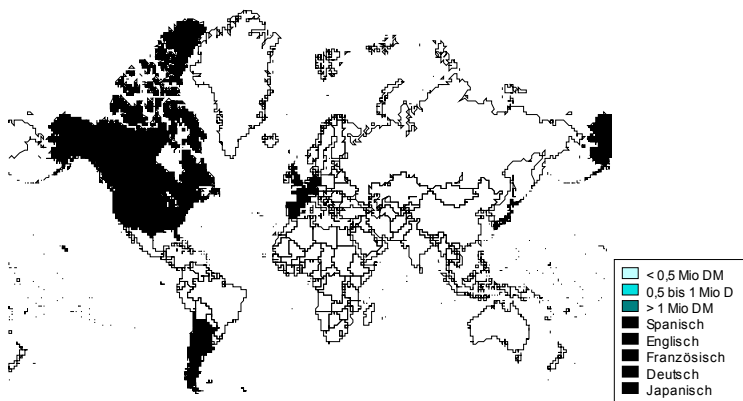 < 0,5 Mio DM
0,5 bis 1 Mio D
> 1 Mio DM
Spanisch
Englisch
Französisch
Deutsch
Japanisch